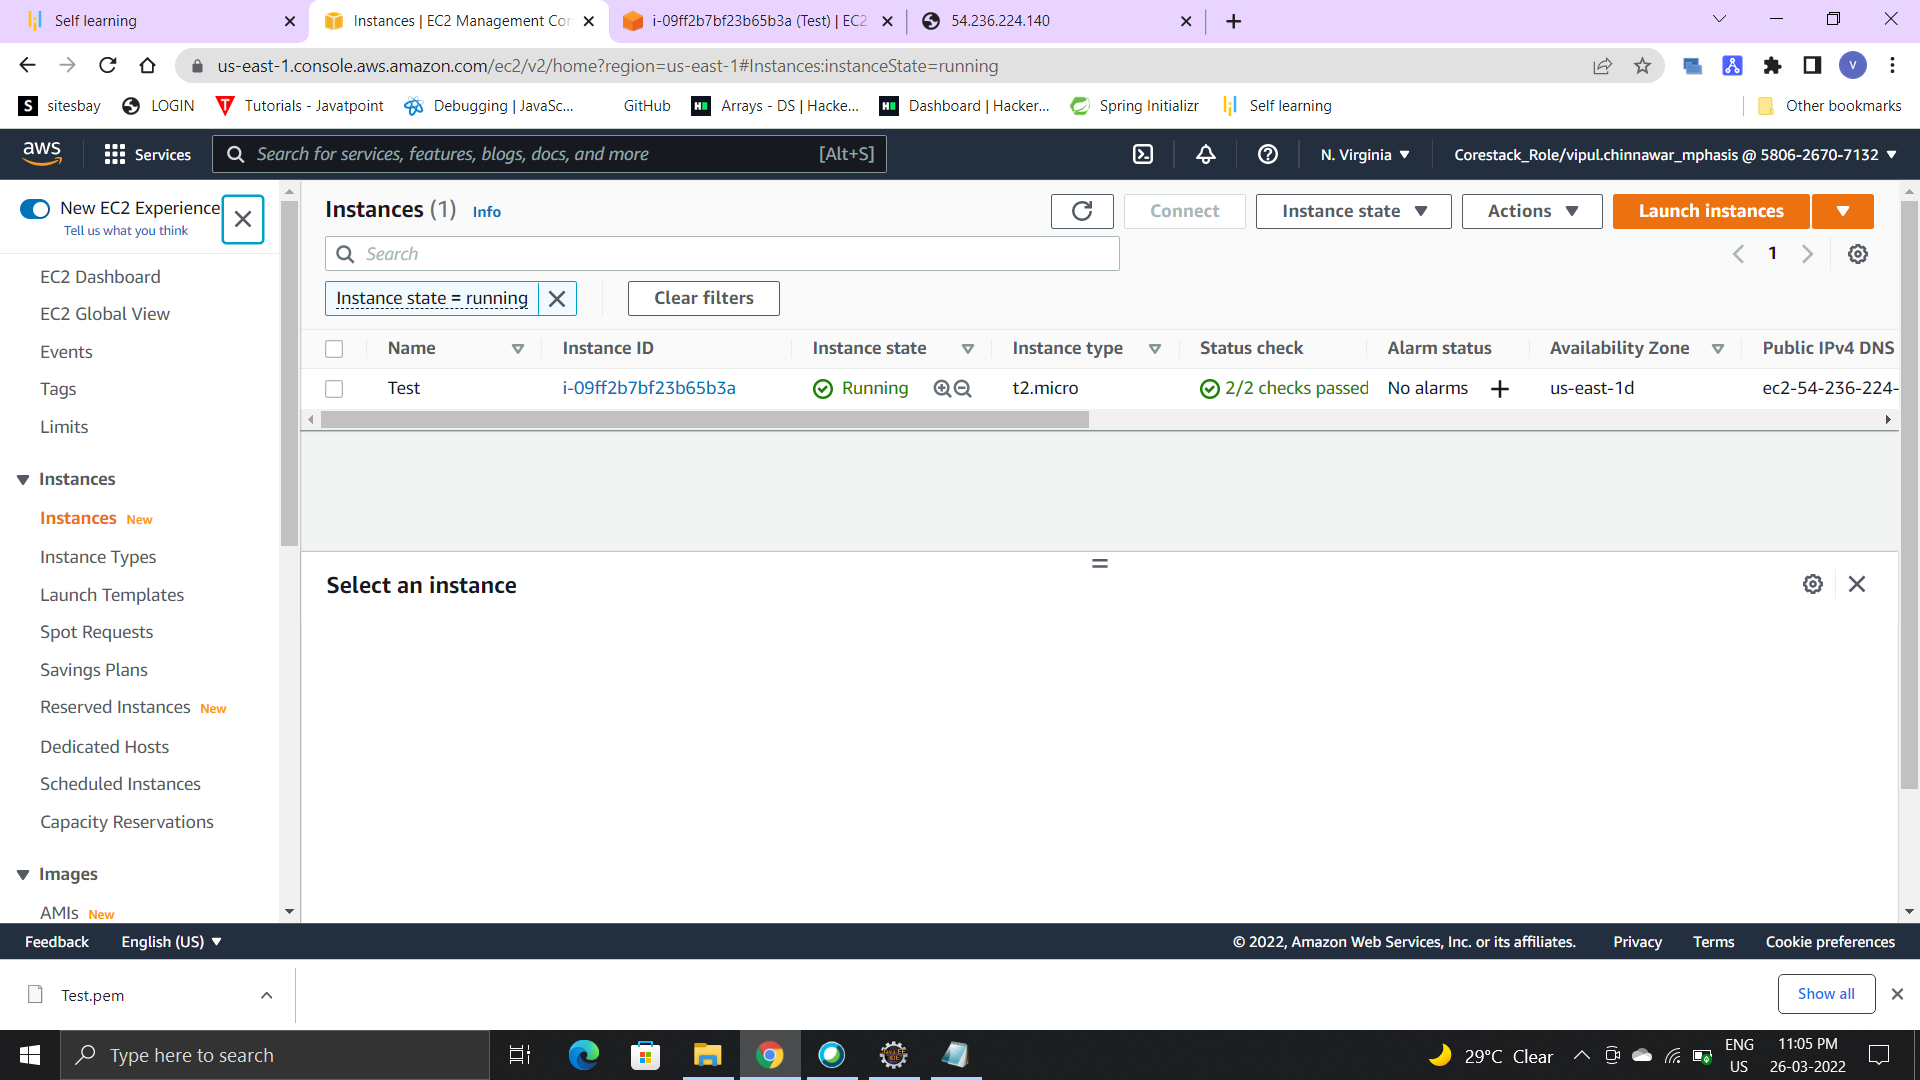 Self learning
Instances | EC2 Management Con
i-09ff2b7bf23b65b3a (Test) | EC2
54.236.224.140
us-east-1.console.aws.amazon.com/ec2/v2/home?region=us-east-1#Instances:instanceState=running
V
S sitesbay
LOGIN
Tutorials - Javatpoint
Debugging | JavaSc...
GitHub
Arrays - DS | Hacke...
Dashboard | Hacker...
Spring Initializr
Self learning
Other bookmarks
aws
Services
Search for services, features, blogs, docs, and more [Alt+S]
N. Virginia
Corestack_Role/vipul.chinnawar_mphasis @ 5806-2670-7132
New EC2 Experience
Tell us what you think
EC2 Dashboard
EC2 Global View
Events
Tags
Limits
Instances
Instances New
Instance Types
Launch Templates
Spot Requests
Savings Plans
Reserved Instances New
Dedicated Hosts
Scheduled Instances
Capacity Reservations
Images
AMIs New
Instances (1) Info
Connect
Instance state
Actions
Launch instances
Search
1
Instance state = running
Clear filters
Name Instance ID Instance state Instance type Status check Alarm status Availability Zone Public IPv4 DNS
Test i-09ff2b7bf23b65b3a Running t2.micro 2/2 checks passed No alarms us-east-1d ec2-54-236-224-
Select an instance
Feedback English (US)
© 2022, Amazon Web Services, Inc. or its affiliates. Privacy Terms Cookie preferences
Test.pem
Show all
Type here to search
29°C Clear
ENG
US
11:05 PM
26-03-2022